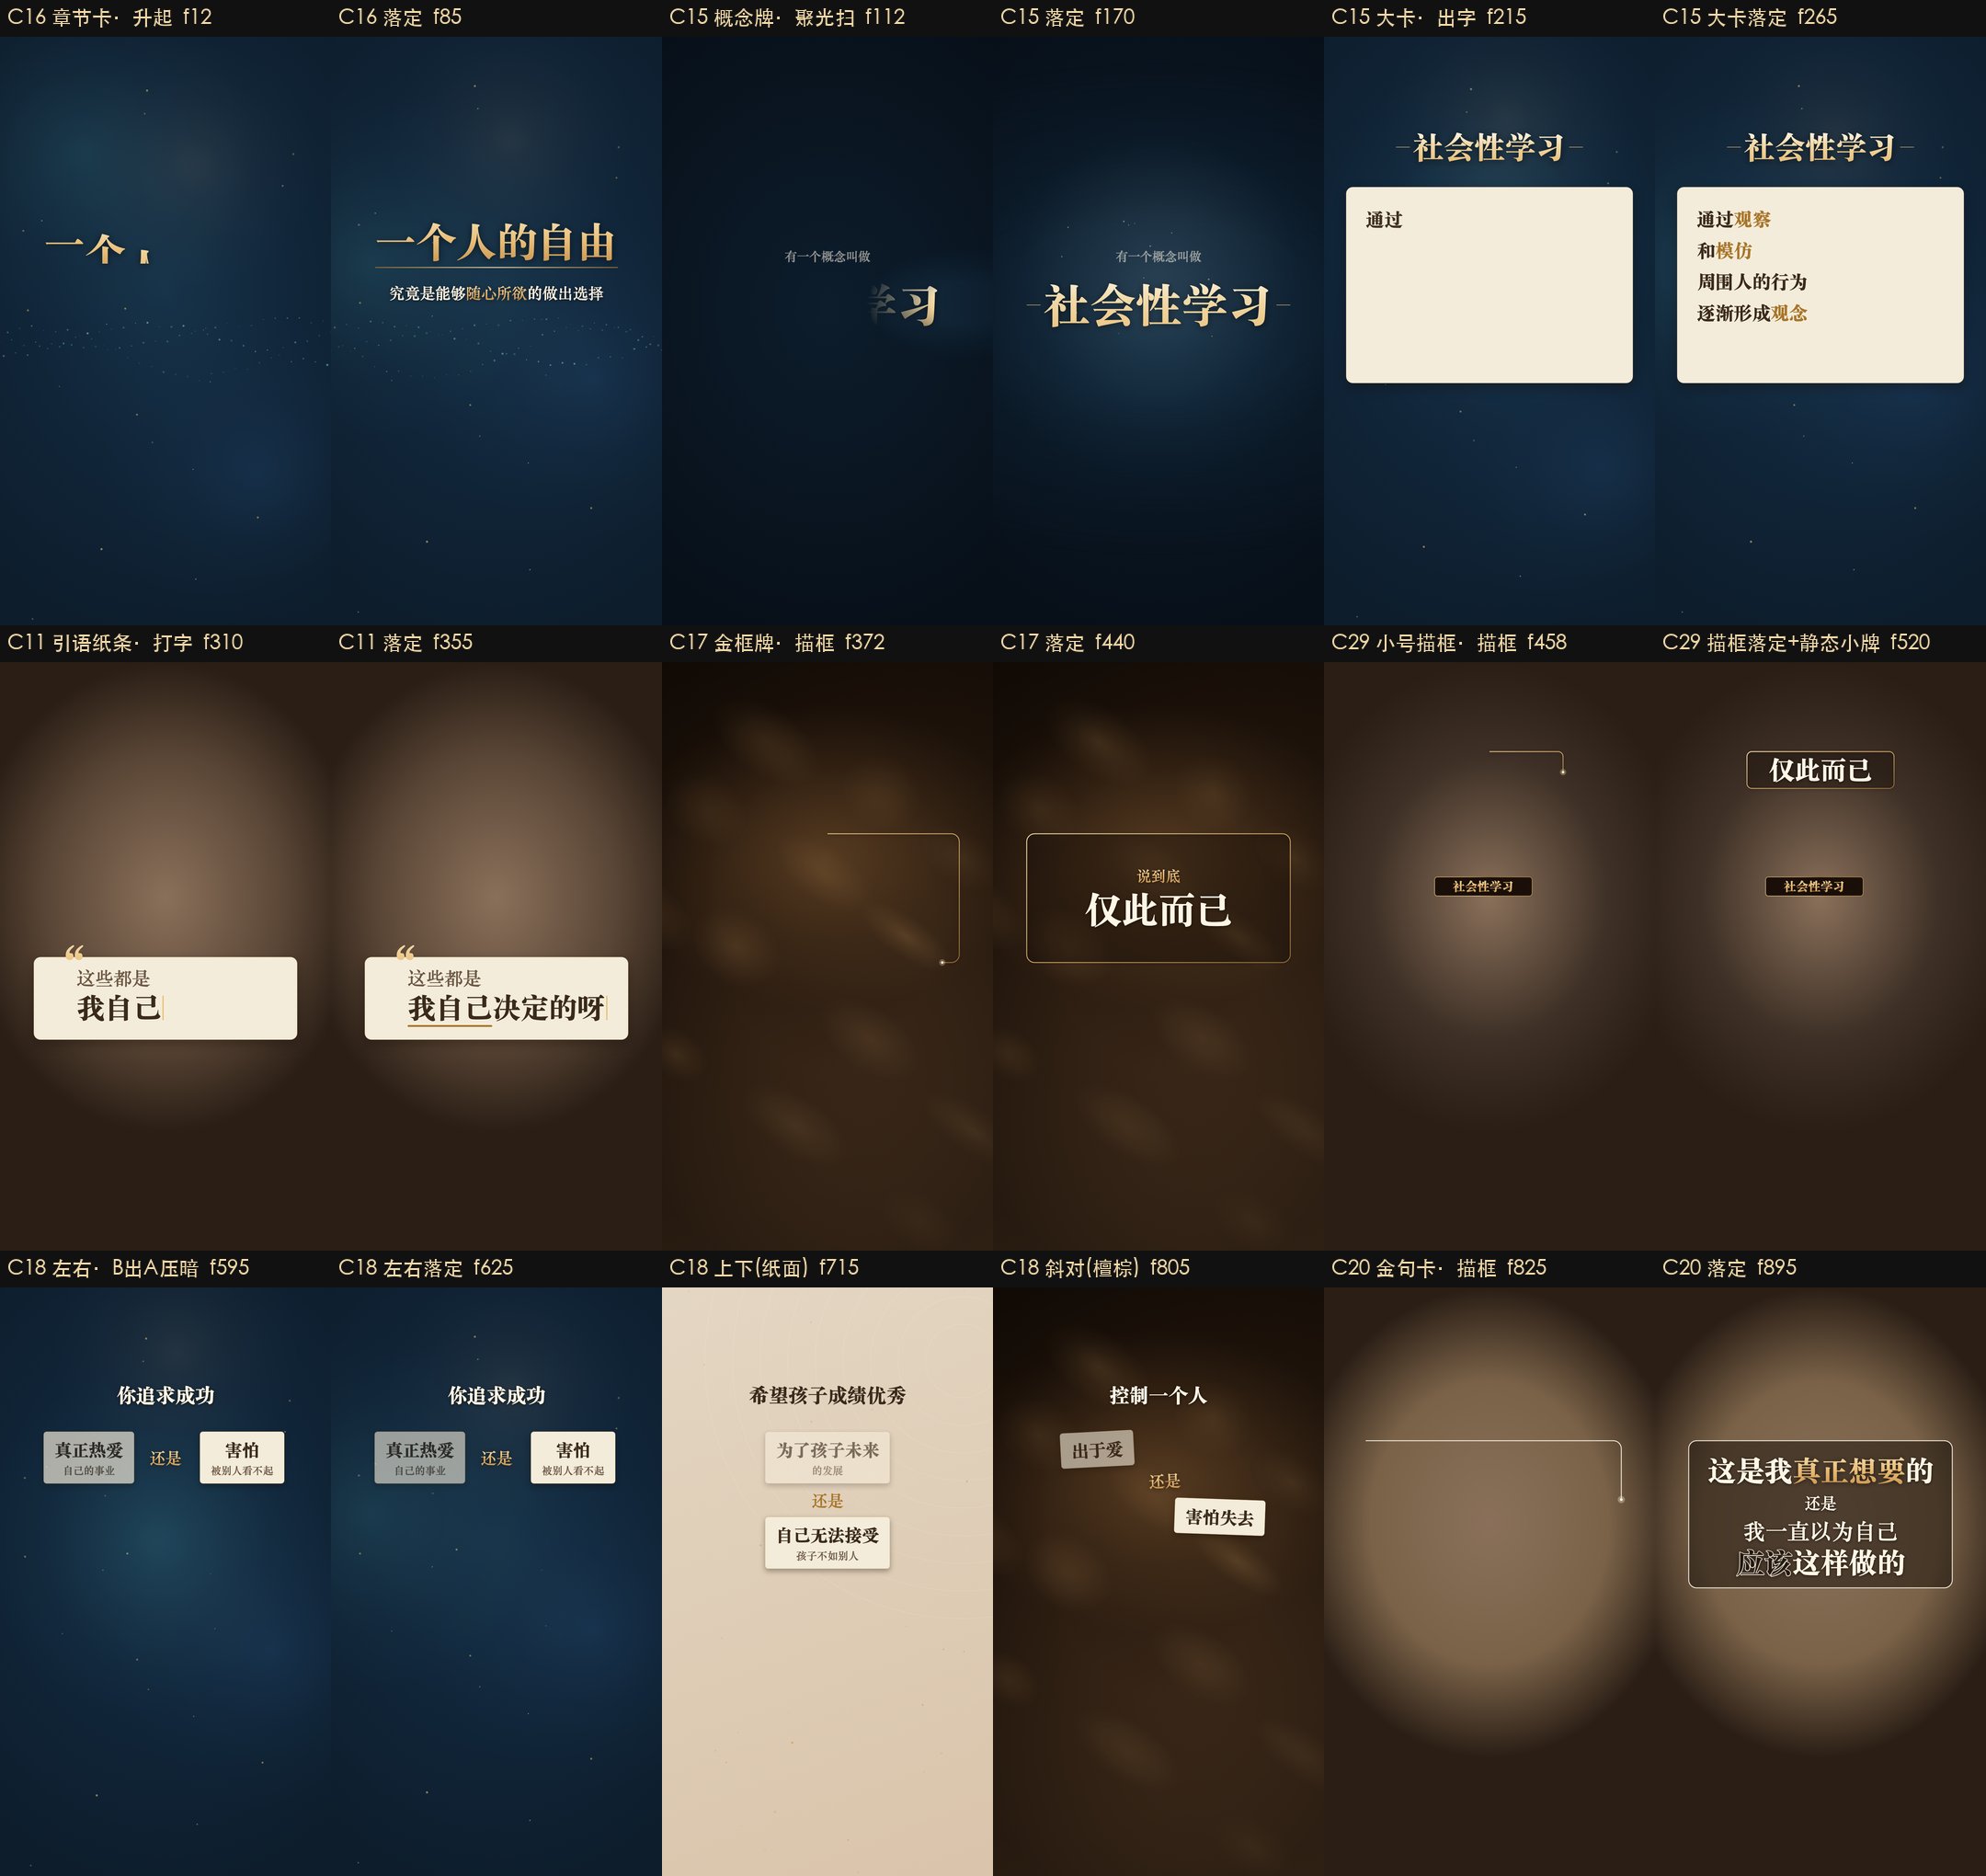 C16 章节卡· 升起 f12
一个
C16 落定 f85
一个人的自由
究竟是能够随心所欲的做出选择
C15 概念牌· 聚光扫 f112
有一个概念叫做
学习
C15 落定 f170
有一个概念叫做
社会性学习
C15 大卡· 出字 f215
社会性学习
通过
C15 大卡落定 f265
社会性学习
通过观察
和模仿
周围人的行为
逐渐形成观念
C11 引语纸条· 打字 f310
“
这些都是
我自己
C11 落定 f355
“
这些都是
我自己决定的呀
C17 金框牌· 描框 f372
C17 落定 f440
说到底
仅此而已
C29 小号描框· 描框 f458
社会性学习
C29 描框落定+静态小牌 f520
仅此而已
社会性学习
C18 左右· B出A压暗 f595
你追求成功
真正热爱
自己的事业
还是
害怕
被别人看不起
C18 左右落定 f625
你追求成功
真正热爱
自己的事业
还是
害怕
被别人看不起
C18 上下(纸面) f715
希望孩子成绩优秀
为了孩子未来
的发展
还是
自己无法接受
孩子不如别人
C18 斜对(檀棕) f805
控制一个人
出于爱
还是
害怕失去
C20 金句卡· 描框 f825
C20 落定 f895
这是我真正想要的
还是
我一直以为自己
应该这样做的